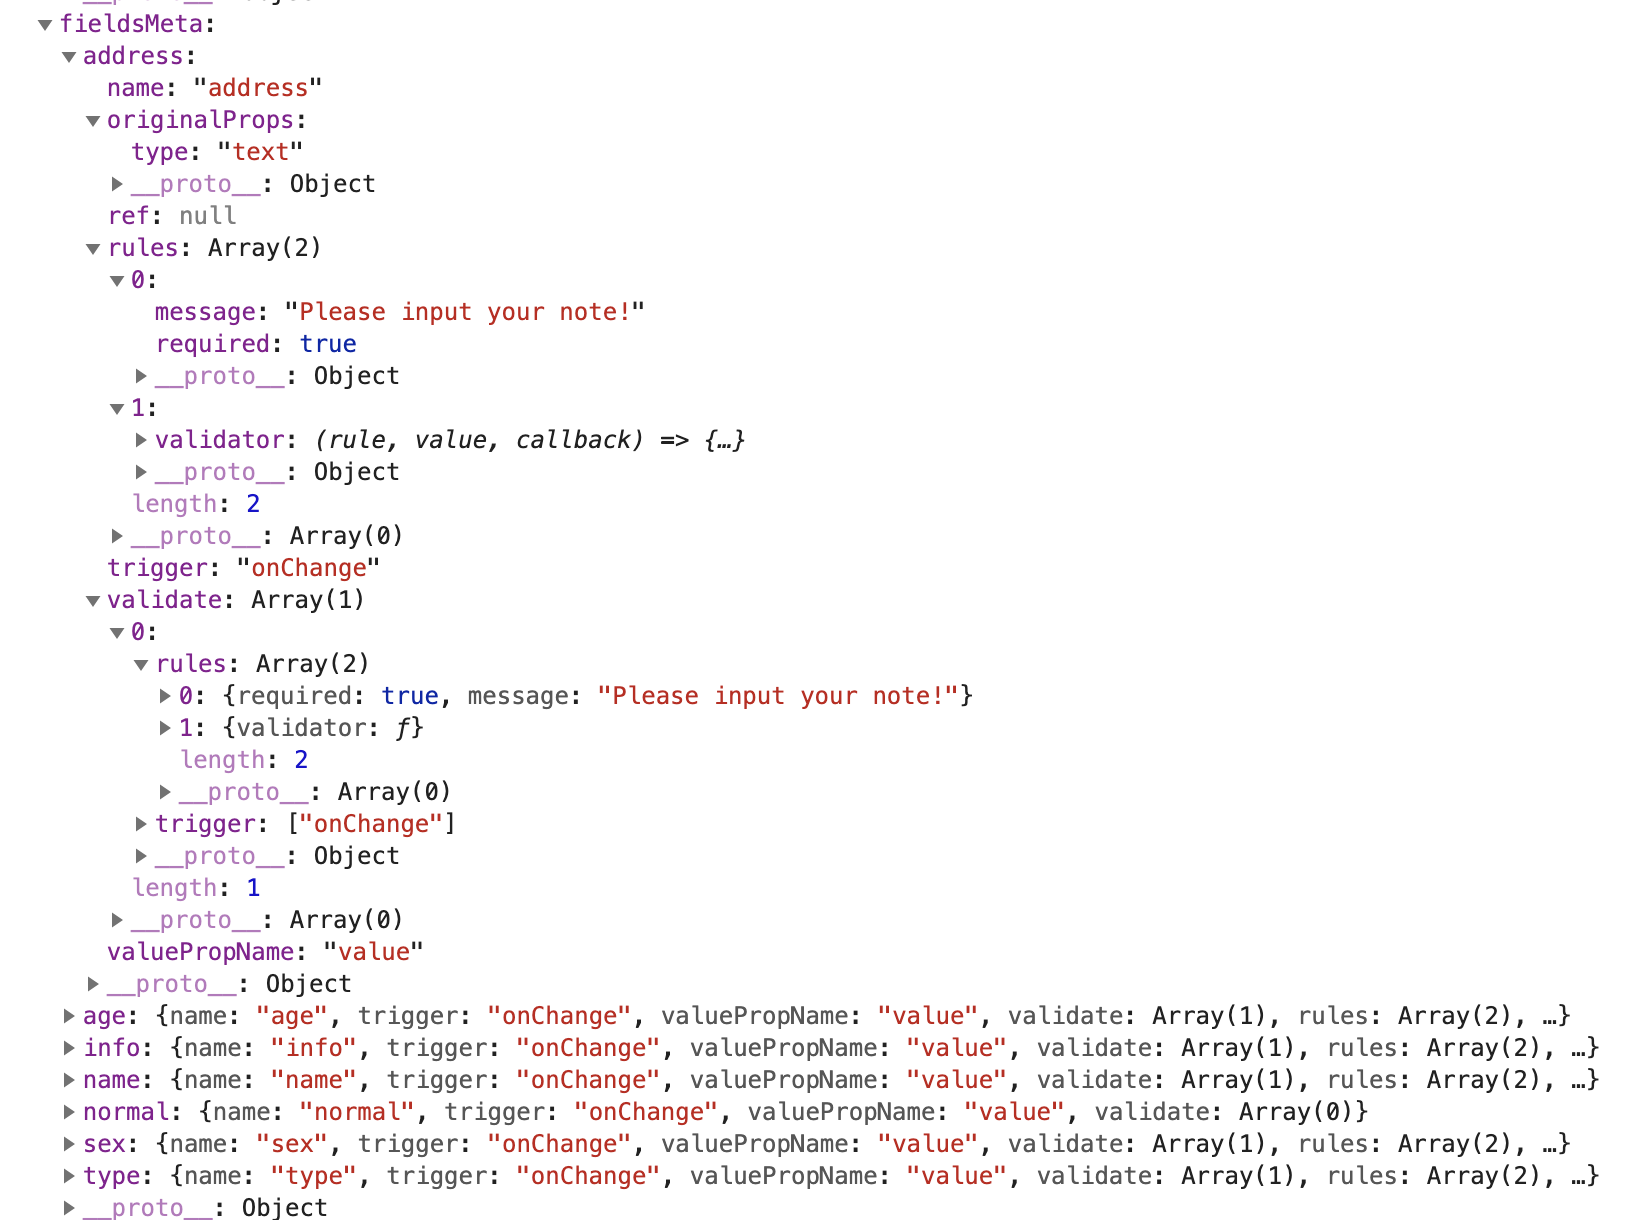 fieldsMeta:
address:
name: "address"
originalProps:
type: "text"
__proto__: Object
ref: null
rules: Array(2)
0:
message: "Please input your note!"
required: true
__proto__: Object
1:
validator: (rule, value, callback) => {…}
__proto__: Object
length: 2
__proto__: Array(0)
trigger: "onChange"
validate: Array(1)
0:
rules: Array(2)
0: {required: true, message: "Please input your note!"}
1: {validator: ƒ}
length: 2
__proto__: Array(0)
trigger: ["onChange"]
__proto__: Object
length: 1
__proto__: Array(0)
valuePropName: "value"
__proto__: Object
age: {name: "age", trigger: "onChange", valuePropName: "value", validate: Array(1), rules: Array(2), …}
info: {name: "info", trigger: "onChange", valuePropName: "value", validate: Array(1), rules: Array(2), …}
name: {name: "name", trigger: "onChange", valuePropName: "value", validate: Array(1), rules: Array(2), …}
normal: {name: "normal", trigger: "onChange", valuePropName: "value", validate: Array(0)}
sex: {name: "sex", trigger: "onChange", valuePropName: "value", validate: Array(1), rules: Array(2), …}
type: {name: "type", trigger: "onChange", valuePropName: "value", validate: Array(1), rules: Array(2), …}
__proto__: Object